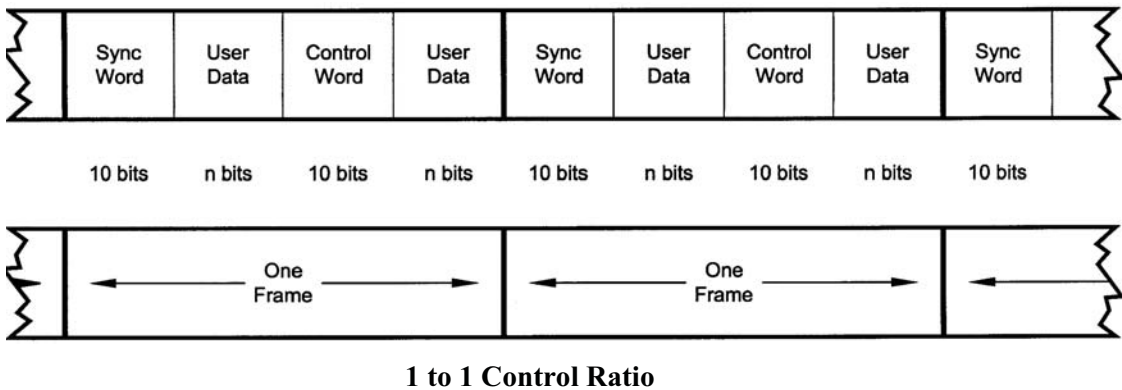 Sync Word User Data Control Word User Data Sync Word User Data Control Word User Data Sync Word
10 bits n bits 10 bits n bits 10 bits n bits 10 bits n bits 10 bits
One Frame One Frame
1 to 1 Control Ratio